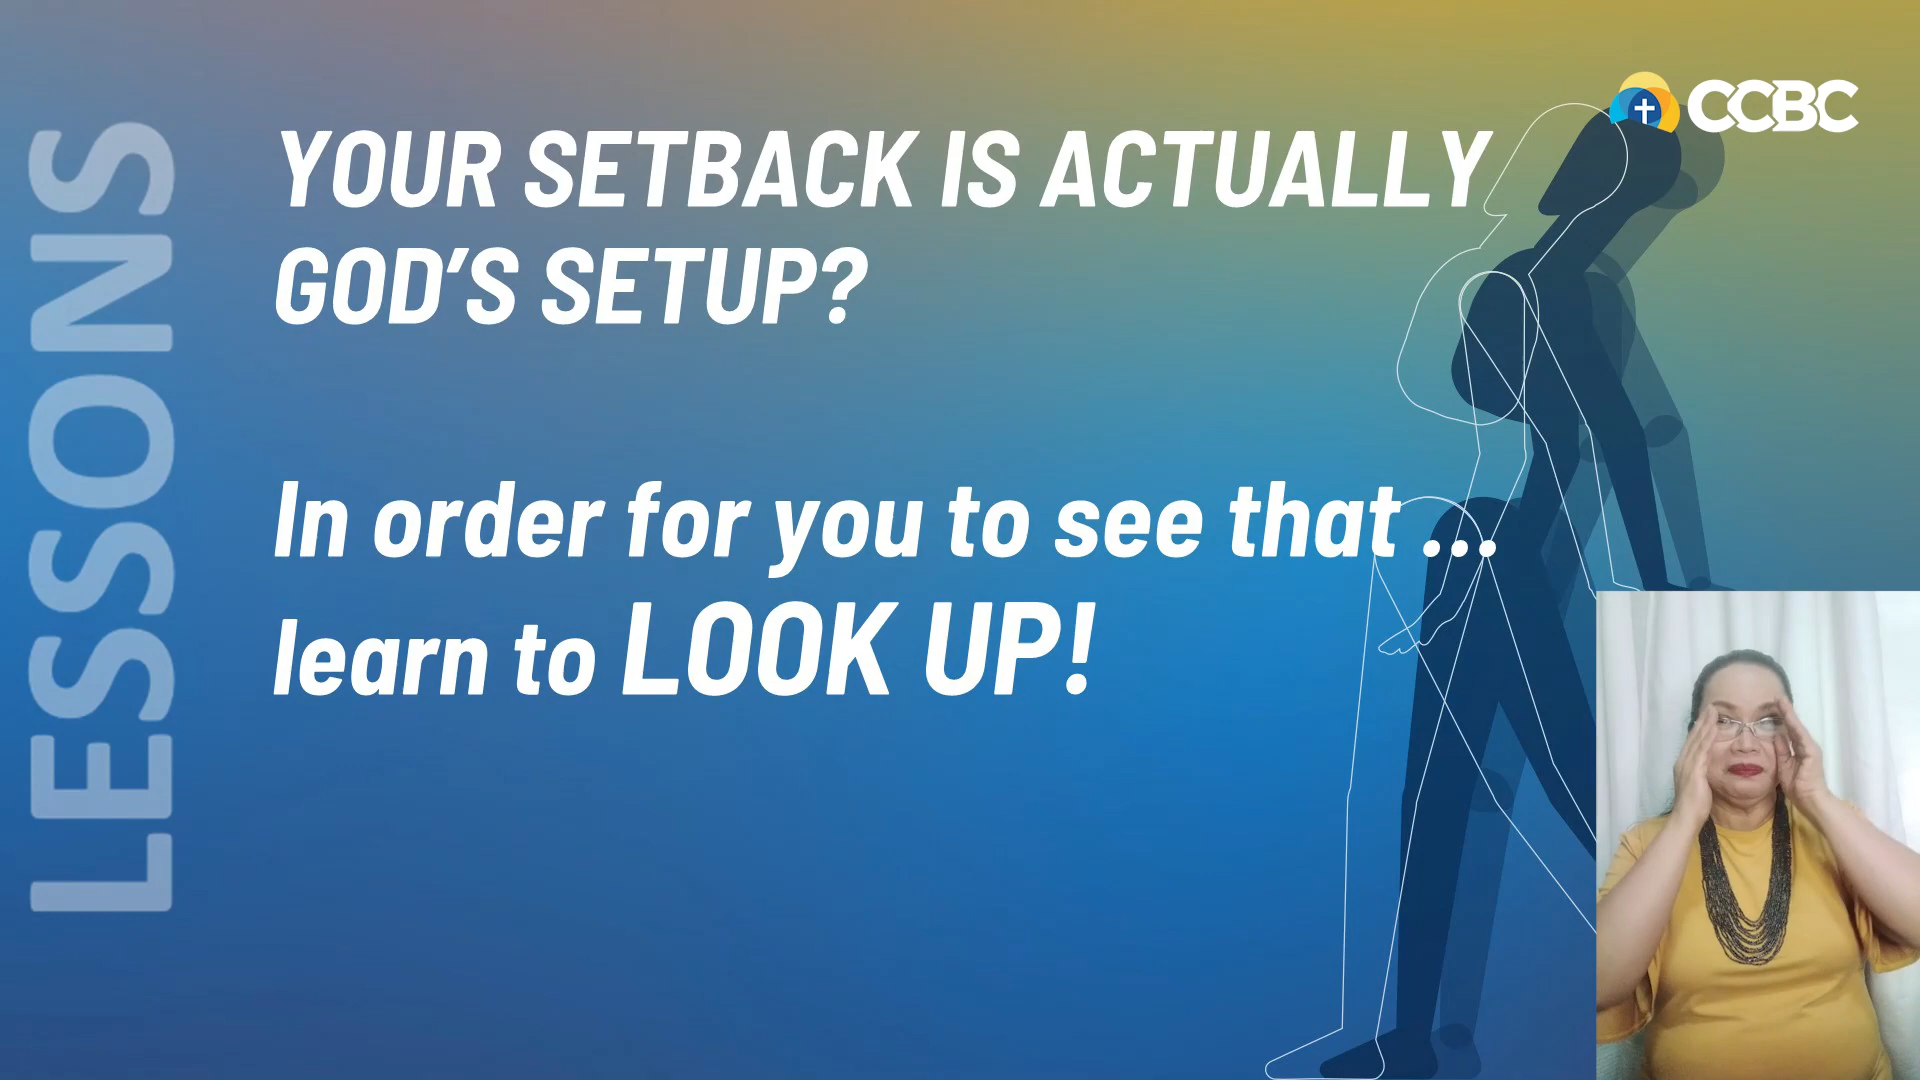 LESSONS
CCBC
YOUR SETBACK IS ACTUALLY
GOD’S SETUP?
In order for you to see that ...
learn to LOOK UP!